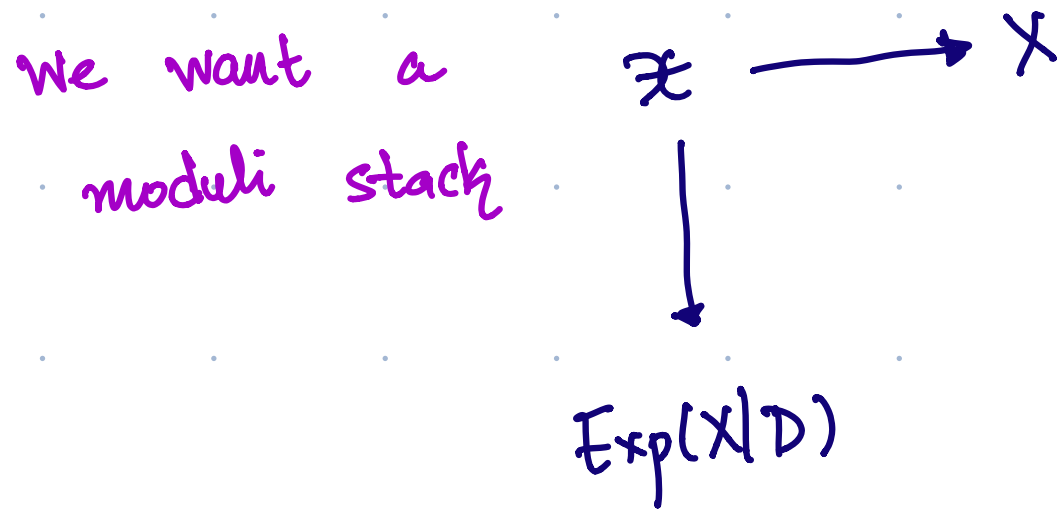 We want a
moduli stack
𝔛 → X
↓
Exp(X|D)